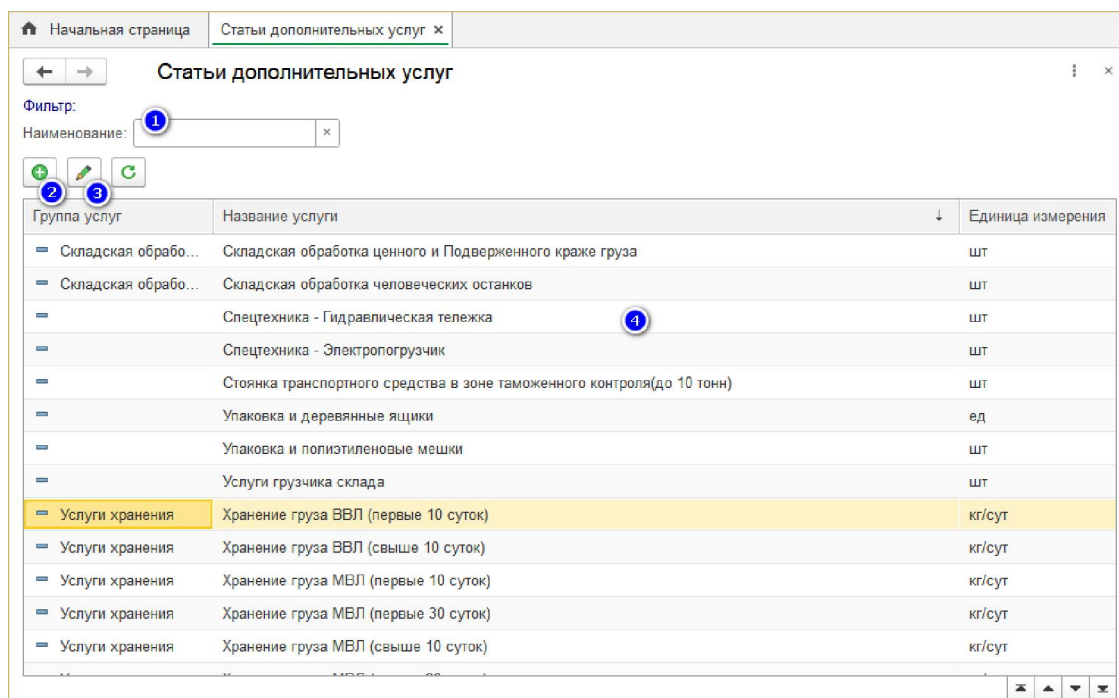 Начальная страница Статьи дополнительных услуг ×
Статьи дополнительных услуг
Фильтр:
Наименование: 1
2 3
Группа услуг Название услуги ↓ Единица измерения
Складская обрабо... Складская обработка ценного и Подверженного краже груза шт
Складская обрабо... Складская обработка человеческих останков шт
Спецтехника - Гидравлическая тележка 4 шт
Спецтехника - Электропогрузчик шт
Стоянка транспортного средства в зоне таможенного контроля(до 10 тонн) шт
Упаковка и деревянные ящики ед
Упаковка и полиэтиленовые мешки шт
Услуги грузчика склада шт
Услуги хранения Хранение груза ВВЛ (первые 10 суток) кг/сут
Услуги хранения Хранение груза ВВЛ (свыше 10 суток) кг/сут
Услуги хранения Хранение груза МВЛ (первые 10 суток) кг/сут
Услуги хранения Хранение груза МВЛ (первые 30 суток) кг/сут
Услуги хранения Хранение груза МВЛ (свыше 10 суток) кг/сут